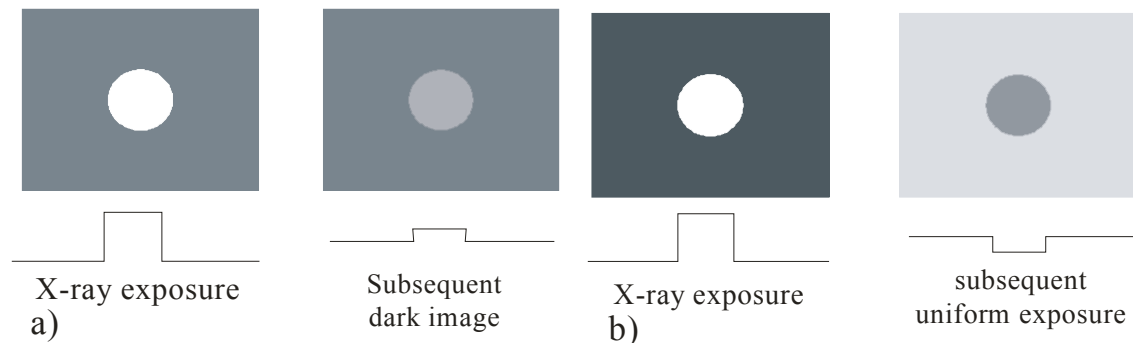 X-ray exposure
a)
Subsequent
dark image
X-ray exposure
b)
subsequent
uniform exposure